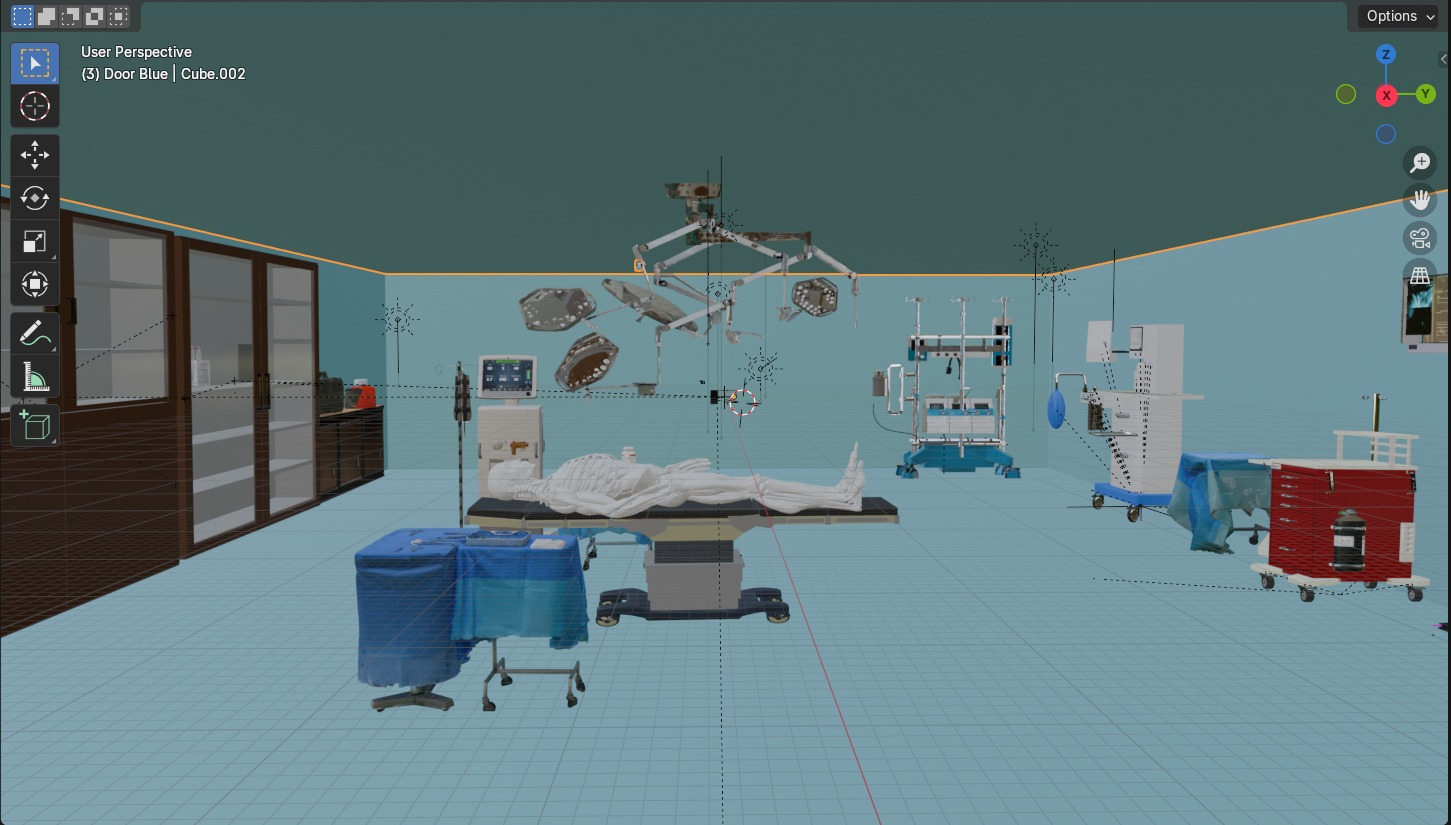 Options
User Perspective
(3) Door Blue | Cube.002
Z
X
Y